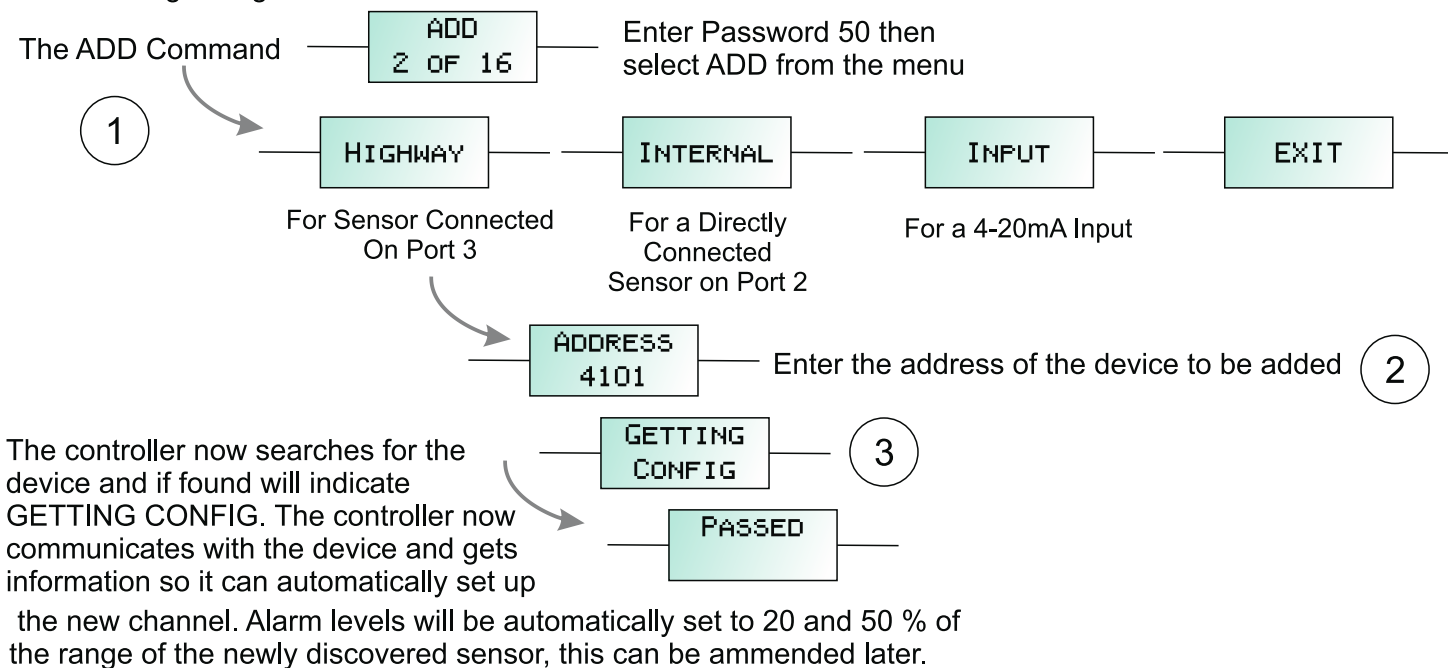 The ADD Command
ADD
2 OF 16
Enter Password 50 then
select ADD from the menu
1
HIGHWAY
INTERNAL
INPUT
EXIT
For Sensor Connected
On Port 3
For a Directly
Connected
Sensor on Port 2
For a 4-20mA Input
ADDRESS
4101
Enter the address of the device to be added
2
GETTING
CONFIG
3
The controller now searches for the
device and if found will indicate
GETTING CONFIG. The controller now
communicates with the device and gets
information so it can automatically set up
the new channel. Alarm levels will be automatically set to 20 and 50 % of
the range of the newly discovered sensor, this can be ammended later.
PASSED